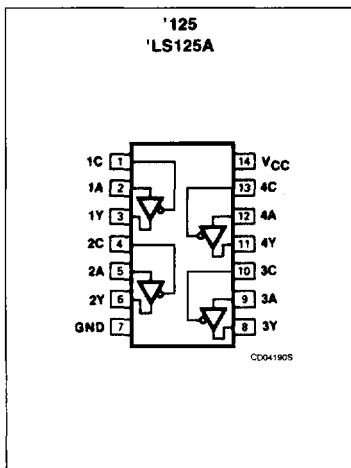 '125
'LS125A
1C 1 14 VCC
1A 2 13 4C
1Y 3 12 4A
2C 4 11 4Y
2A 5 10 3C
2Y 6 9 3A
GND 7 8 3Y
CD04190S